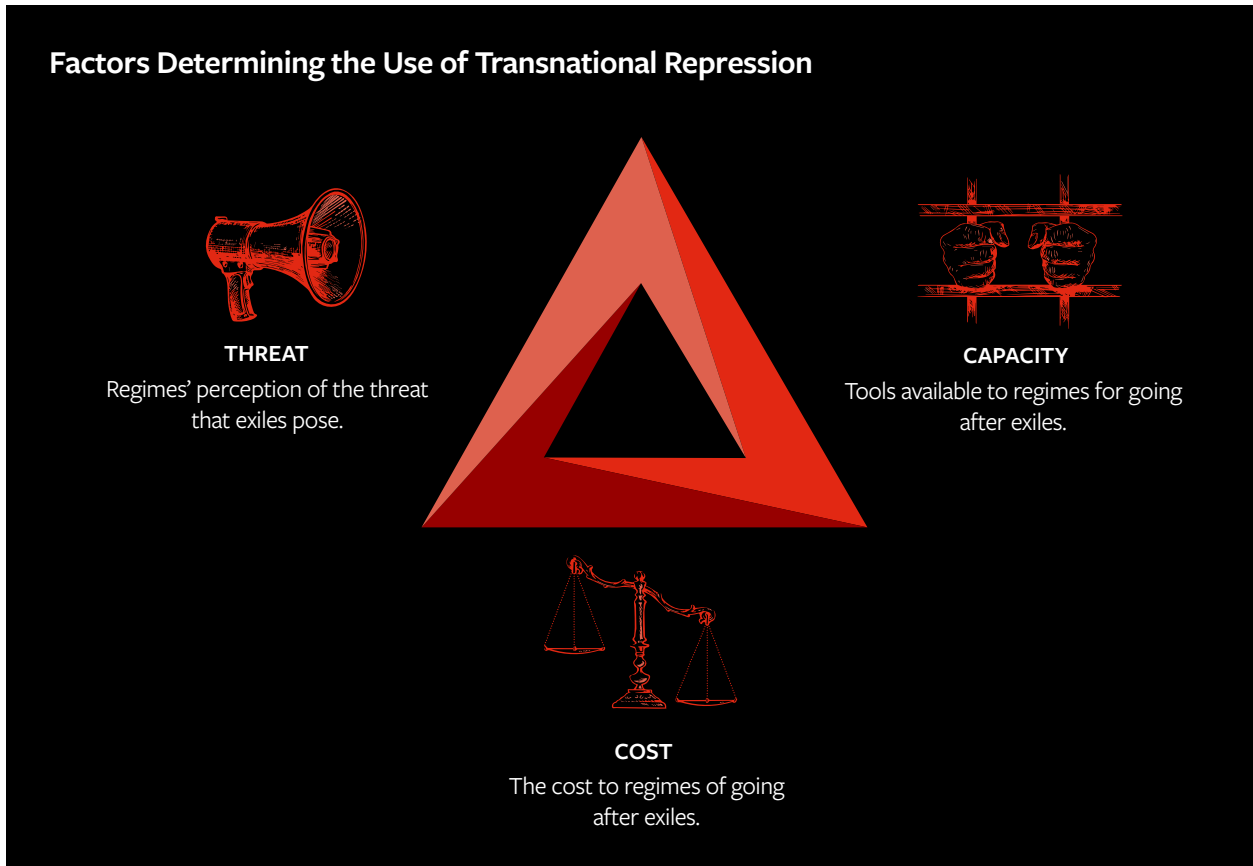 Factors Determining the Use of Transnational Repression
THREAT
Regimes’ perception of the threat
that exiles pose.
CAPACITY
Tools available to regimes for going
after exiles.
COST
The cost to regimes of going
after exiles.